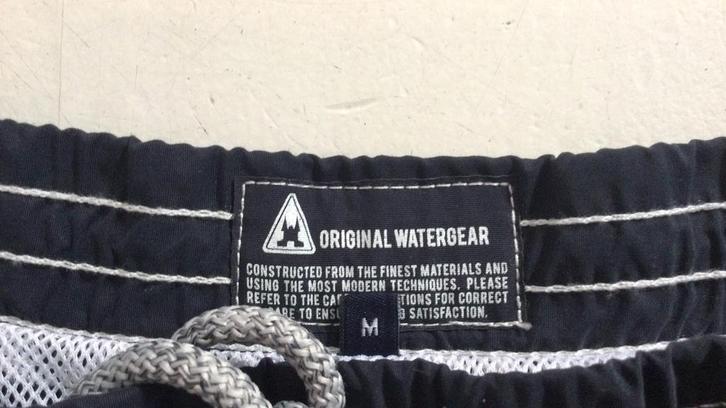 ORIGINAL WATERGEAR
CONSTRUCTED FROM THE FINEST MATERIALS AND
USING THE MOST MODERN TECHNIQUES. PLEASE
REFER TO THE FOR CORRECT
TO SATISFACTION.
M